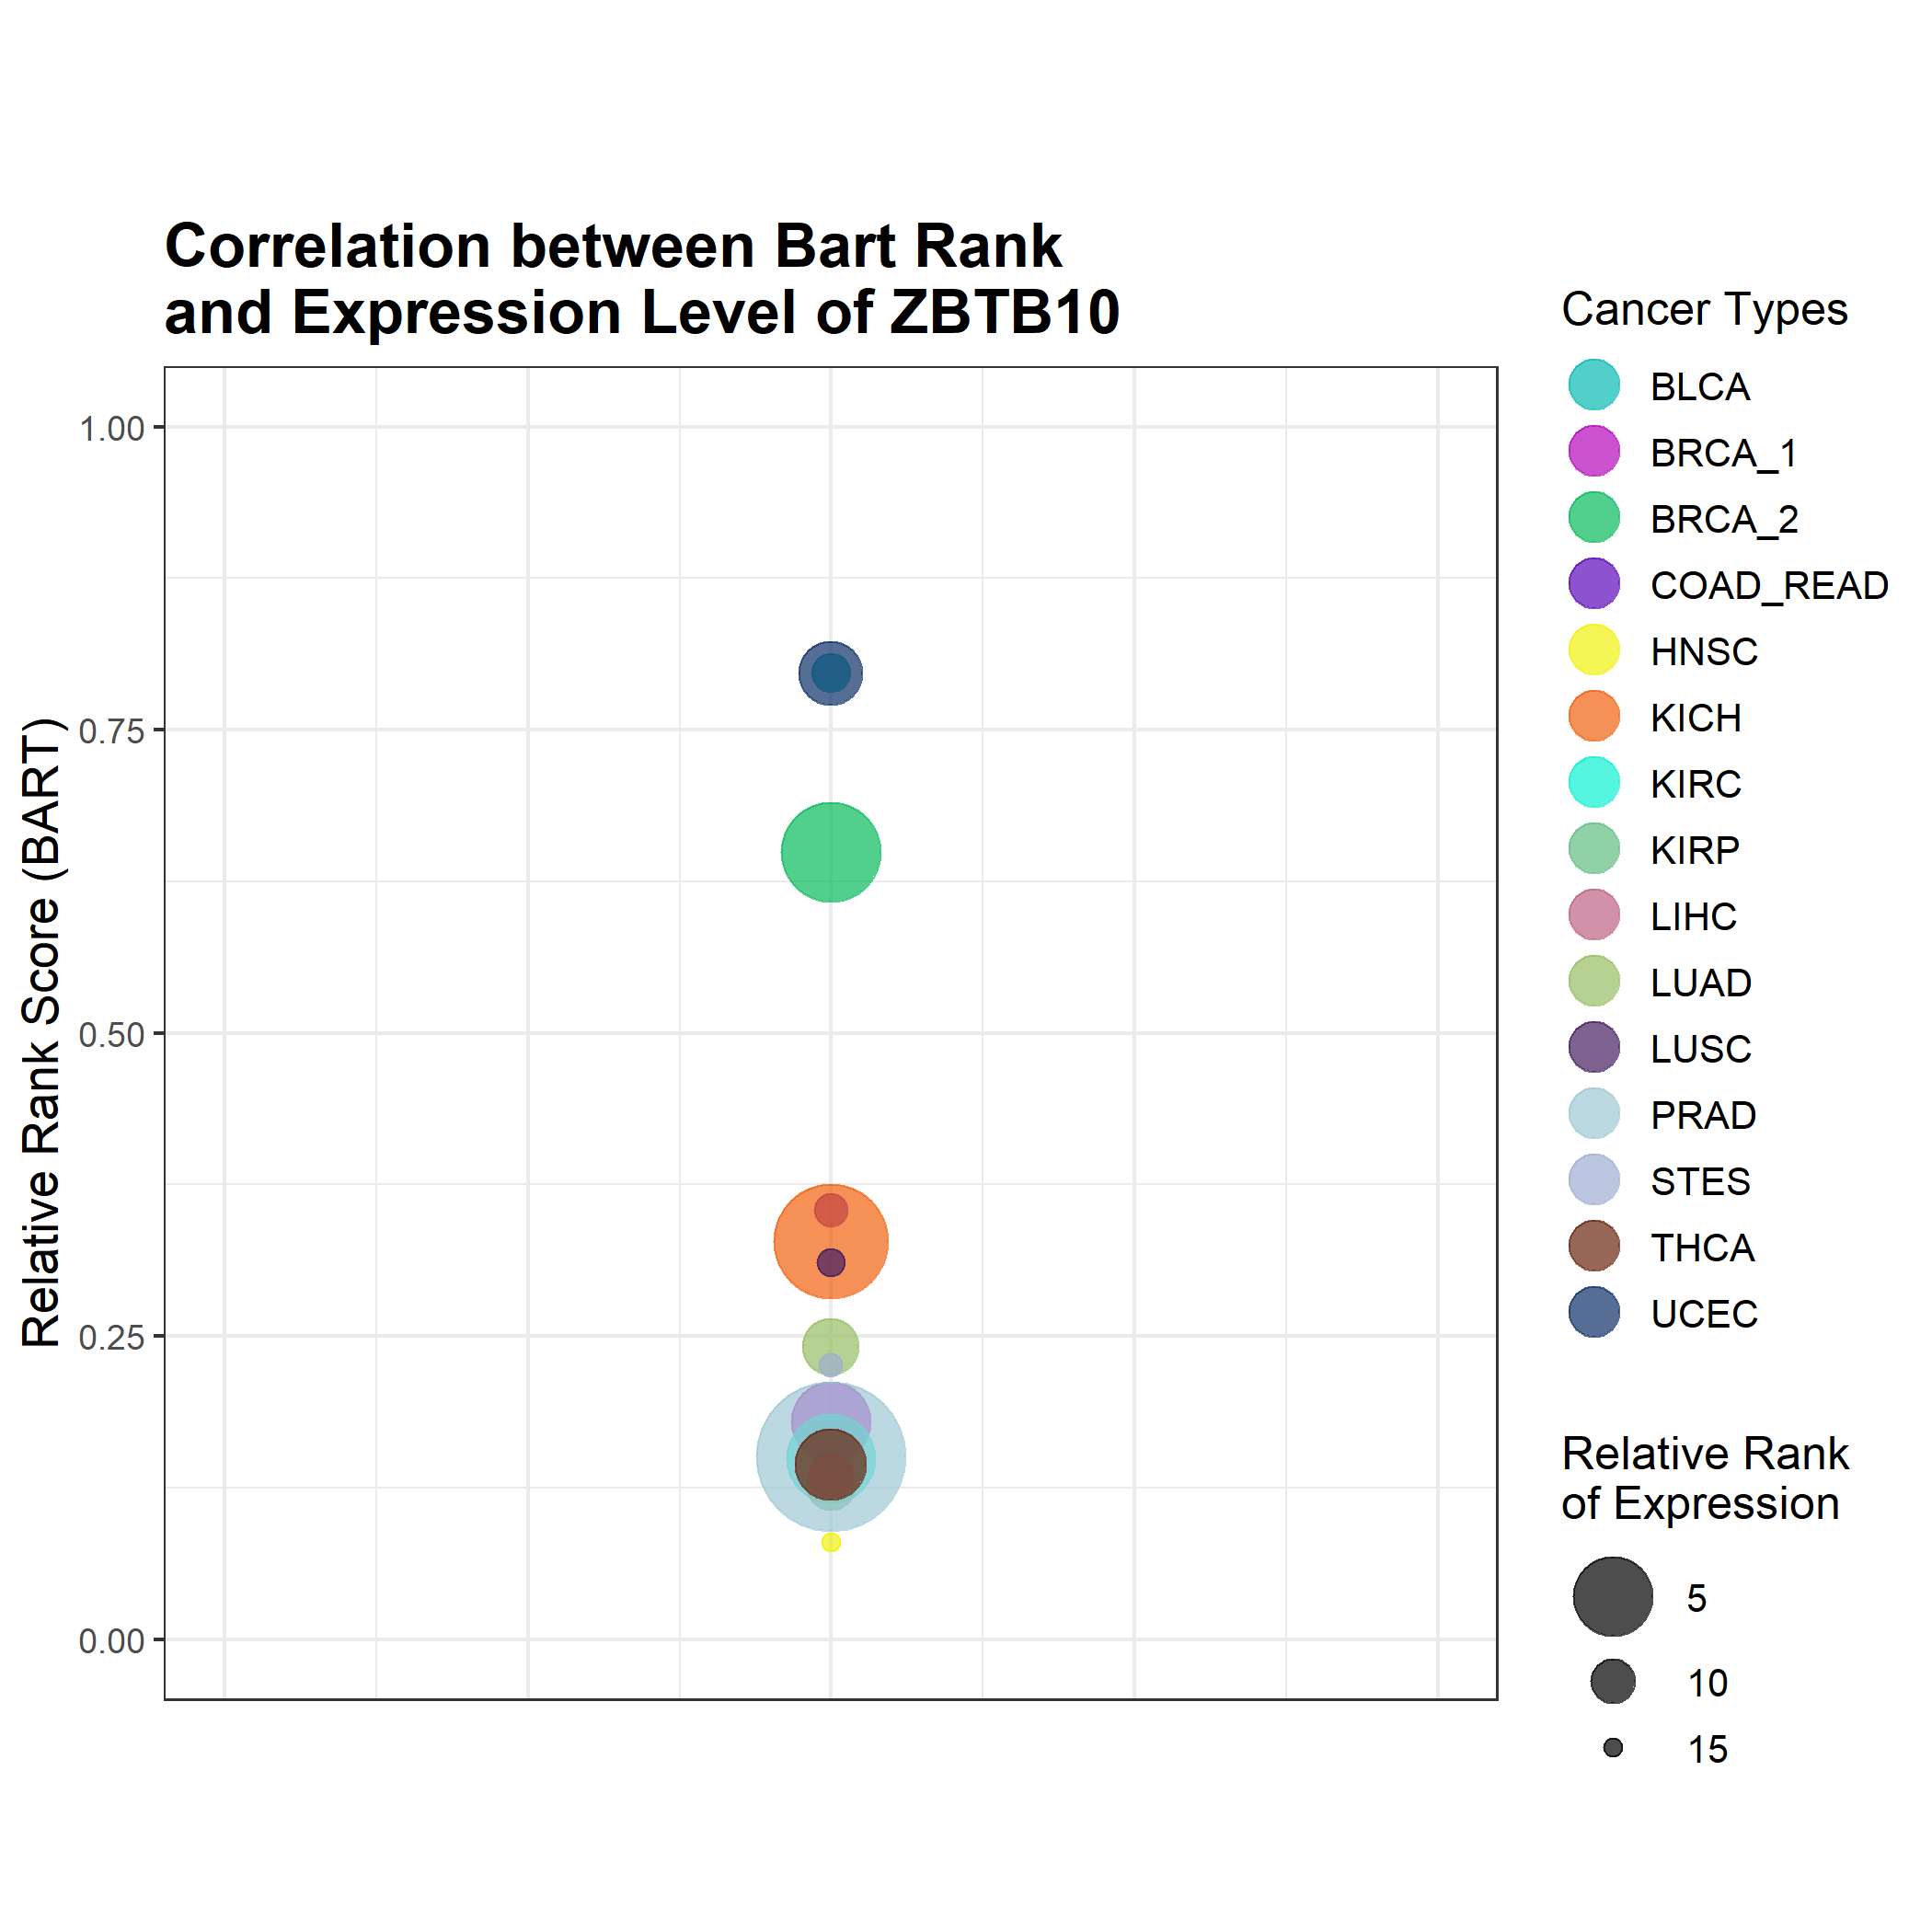 Correlation between Bart Rank
and Expression Level of ZBTB10
Relative Rank Score (BART)
1.00
0.75
0.50
0.25
0.00
Cancer Types
BLCA
BRCA_1
BRCA_2
COAD_READ
HNSC
KICH
KIRC
KIRP
LIHC
LUAD
LUSC
PRAD
STES
THCA
UCEC
Relative Rank
of Expression
5
10
15